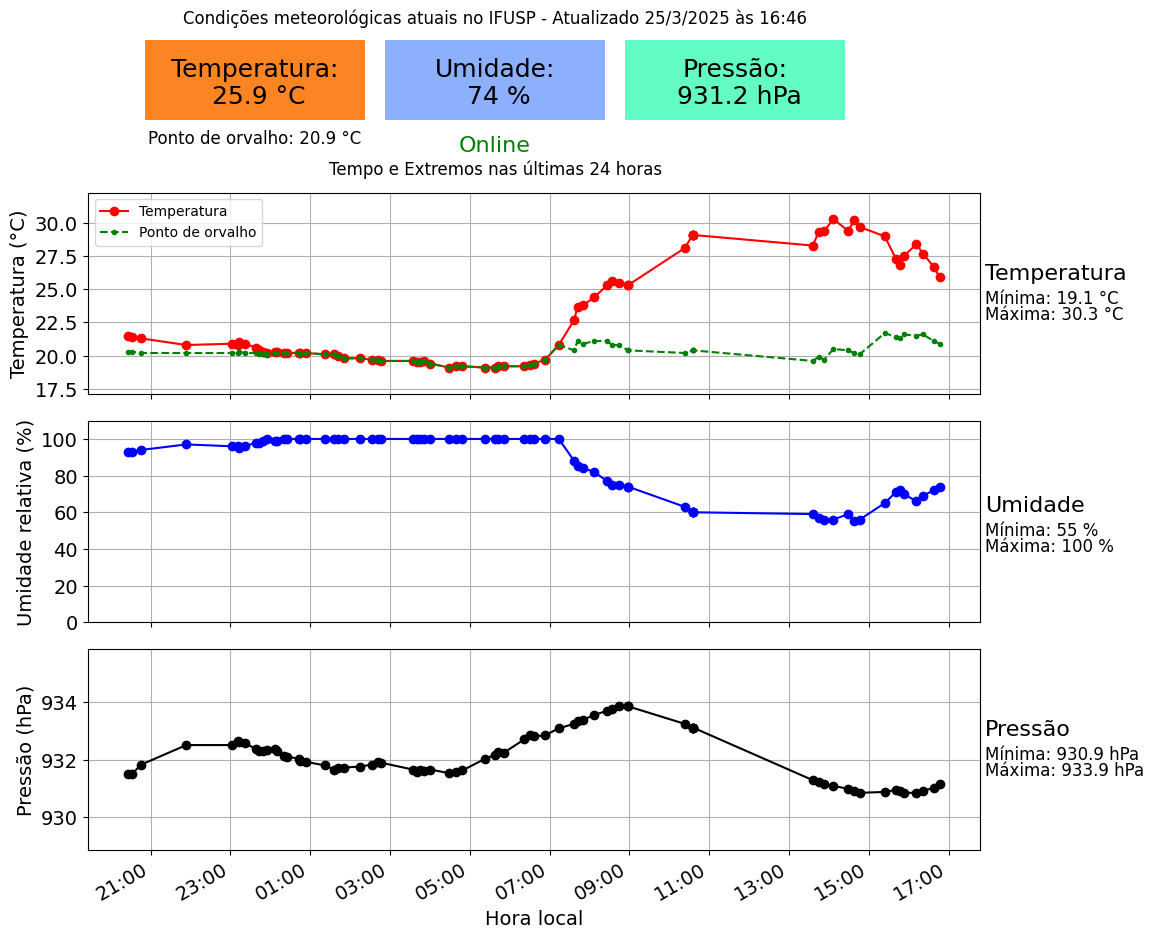 Condições meteorológicas atuais no IFUSP - Atualizado 25/3/2025 às 16:46
Temperatura:
25.9 °C
Umidade:
74 %
Pressão:
931.2 hPa
Ponto de orvalho: 20.9 °C
Online
Tempo e Extremos nas últimas 24 horas
Temperatura (°C)
30.0
27.5
25.0
22.5
20.0
17.5
Temperatura
Ponto de orvalho
Temperatura
Mínima: 19.1 °C
Máxima: 30.3 °C
Umidade relativa (%)
100
80
60
40
20
0
Umidade
Mínima: 55 %
Máxima: 100 %
Pressão (hPa)
934
932
930
Pressão
Mínima: 930.9 hPa
Máxima: 933.9 hPa
21:00 23:00 01:00 03:00 05:00 07:00 09:00 11:00 13:00 15:00 17:00
Hora local